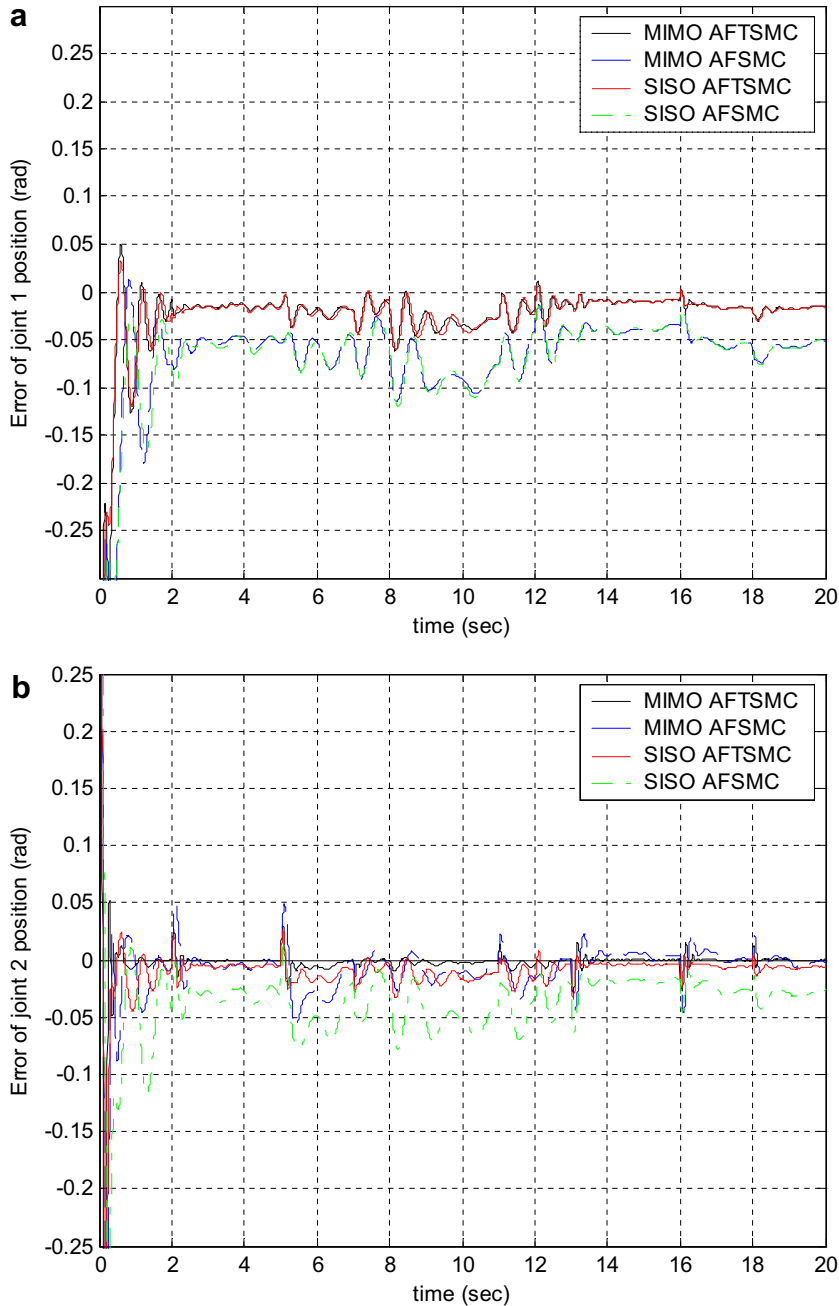 a
0.25
0.2
0.15
0.1
0.05
0
-0.05
-0.1
-0.15
-0.2
-0.25
Error of joint 1 position (rad)
MIMO AFTSMC
MIMO AFSMC
SISO AFTSMC
SISO AFSMC
0 2 4 6 8 10 12 14 16 18 20
time (sec)
b
0.25
0.2
0.15
0.1
0.05
0
-0.05
-0.1
-0.15
-0.2
-0.25
Error of joint 2 position (rad)
MIMO AFTSMC
MIMO AFSMC
SISO AFTSMC
SISO AFSMC
0 2 4 6 8 10 12 14 16 18 20
time (sec)